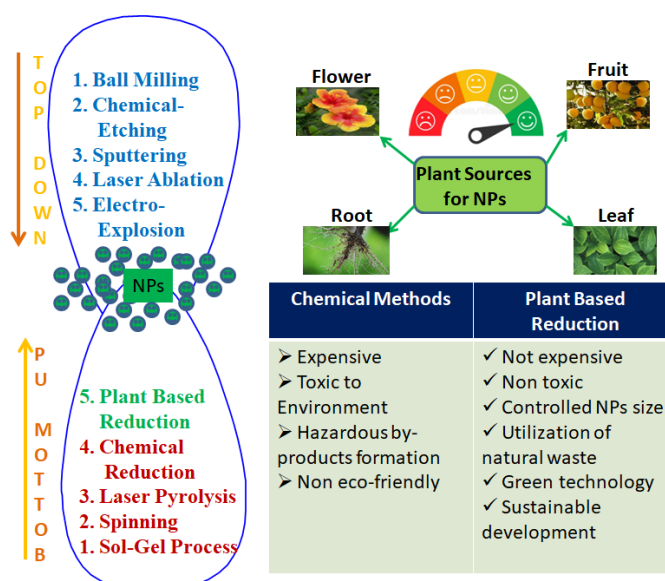 TOP DOWN
1. Ball Milling
2. Chemical-
Etching
3. Sputtering
4. Laser Ablation
5. Electro-
Explosion
NPs
BOTTOM UP
5. Plant Based
Reduction
4. Chemical
Reduction
3. Laser Pyrolysis
2. Spinning
1. Sol-Gel Process
Flower
Fruit
Plant Sources
for NPs
Root
Leaf
Chemical Methods
➢ Expensive
➢ Toxic to
Environment
➢ Hazardous by-
products formation
➢ Non eco-friendly
Plant Based
Reduction
✓ Not expensive
✓ Non toxic
✓ Controlled NPs size
✓ Utilization of
natural waste
✓ Green technology
✓ Sustainable
development